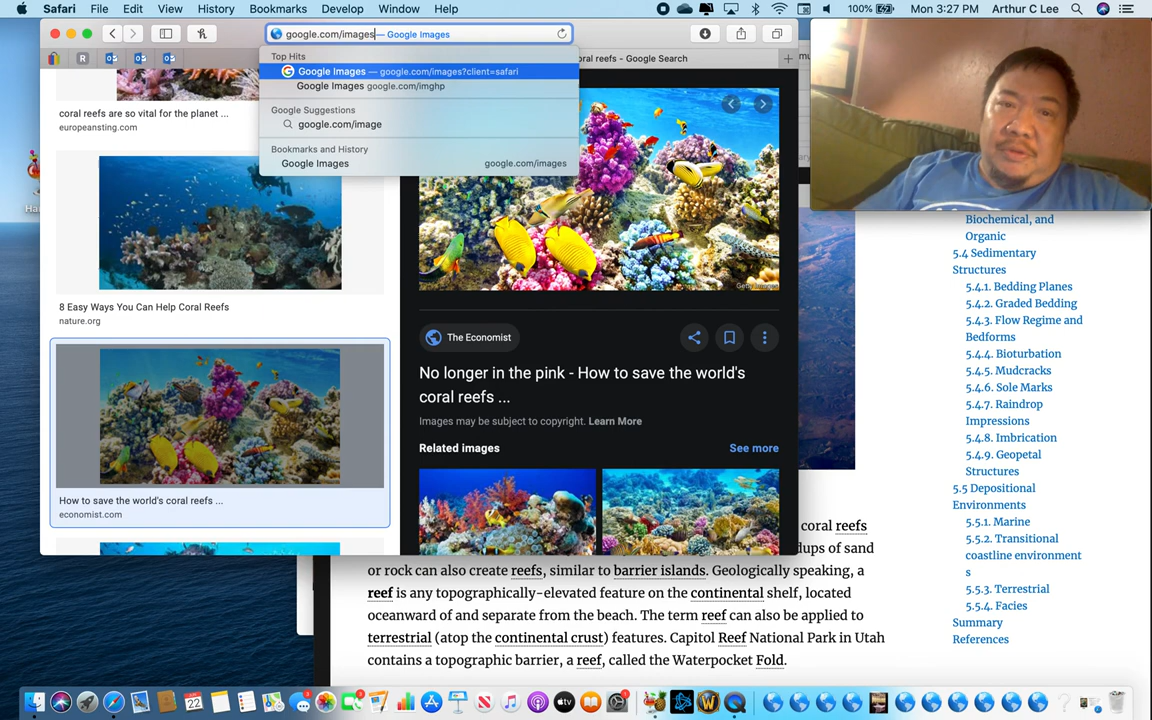 Safari File Edit View History Bookmarks Develop Window Help 100% Mon 3:27 PM Arthur C Lee
google.com/images — Google Images
R
oral reefs - Google Search
Top Hits
Google Images — google.com/images?client=safari
Google Images google.com/imghp
Google Suggestions
google.com/image
Bookmarks and History
Google Images google.com/images
coral reefs are so vital for the planet ...
europeansting.com
8 Easy Ways You Can Help Coral Reefs
nature.org
How to save the world's coral reefs ...
economist.com
Getty Images
The Economist
No longer in the pink - How to save the world's
coral reefs ...
Images may be subject to copyright. Learn More
Related images See more
coral reefs
dups of sand
or rock can also create reefs, similar to barrier islands. Geologically speaking, a
reef is any topographically-elevated feature on the continental shelf, located
oceanward of and separate from the beach. The term reef can also be applied to
terrestrial (atop the continental crust) features. Capitol Reef National Park in Utah
contains a topographic barrier, a reef, called the Waterpocket Fold.
Biochemical, and
Organic
5.4 Sedimentary
Structures
5.4.1. Bedding Planes
5.4.2. Graded Bedding
5.4.3. Flow Regime and
Bedforms
5.4.4. Bioturbation
5.4.5. Mudcracks
5.4.6. Sole Marks
5.4.7. Raindrop
Impressions
5.4.8. Imbrication
5.4.9. Geopetal
Structures
5.5 Depositional
Environments
5.5.1. Marine
5.5.2. Transitional
coastline environment
s
5.5.3. Terrestrial
5.5.4. Facies
Summary
References